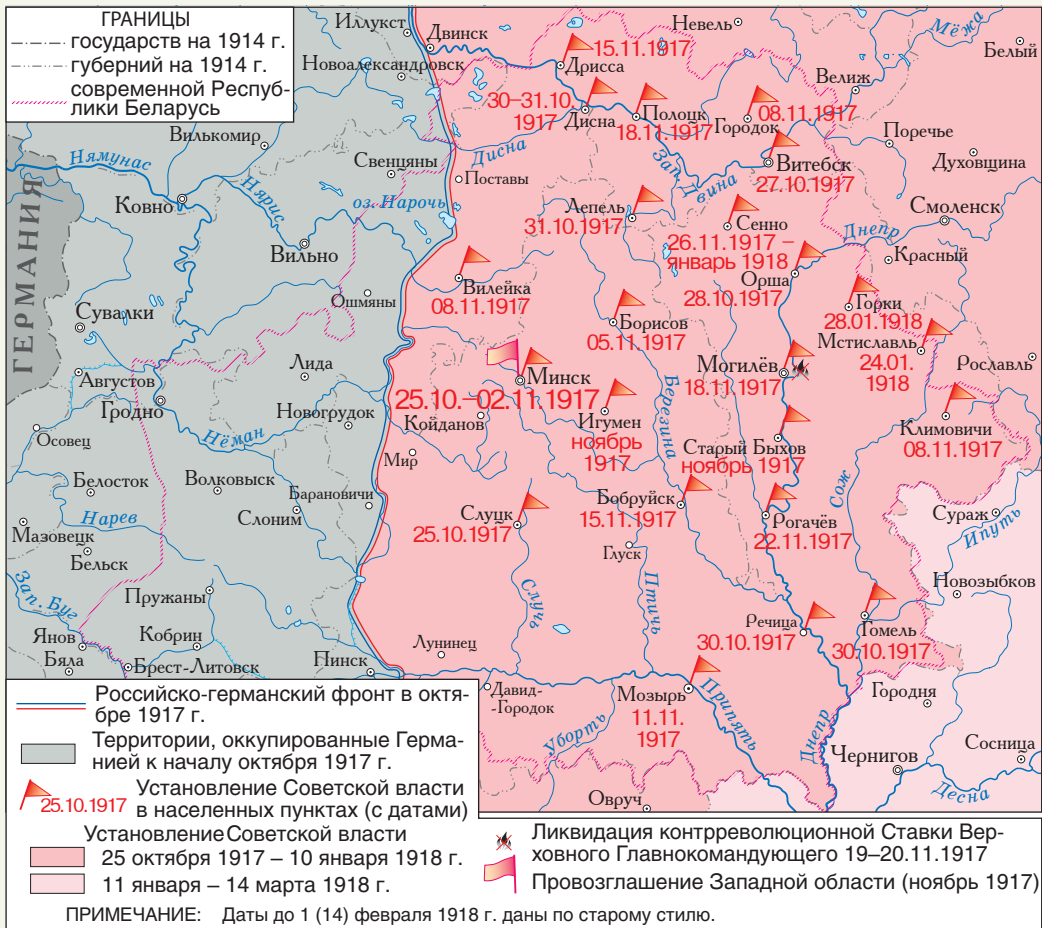 ГРАНИЦЫ
государств на 1914 г.
губерний на 1914 г.
современной Респуб-
лики Беларусь
Иллукст
Двинск
Новоалександровск
Невель
Мёжа
Белый
15.11.1917
Дрисса
Велиж
30–31.10.
1917
Дисна
Полоцк
18.11.1917
Городок
08.11.1917
Поречье
Вилькомир
Нямунас
Свенцяны
Дисна
Поставы
Зап. Двина
Витебск
27.10.1917
Духовщина
ГЕРМАНИЯ
Ковно
Нярис
оз. Нарочь
Вильно
Лепель
31.10.1917
Сенно
26.11.1917 –
январь 1918
Днепр
Смоленск
Красный
Орша
28.10.1917
Вилейка
08.11.1917
Ошмяны
Сувалки
Борисов
05.11.1917
Горки
28.01.1918
Мстиславль
24.01.
1918
Рославль
Лида
Августов
Гродно
Минск
25.10.–02.11.1917
Могилёв
18.11.1917
Новогрудок
Койданов
Игумен
ноябрь
1917
Березина
Климовичи
08.11.1917
Осовец
Нёман
Мир
Старый Быхов
ноябрь 1917
Белосток
Волковыск
Барановичи
Слоним
Слуцк
25.10.1917
Бобруйск
15.11.1917
Рогачёв
22.11.1917
Сож
Сураж
Ипуть
Нарев
Мазовецк
Бельск
Глуск
Новозыбков
Зап. Буг
Пружаны
Случь
Птичь
Янов
Бяла
Кобрин
Брест-Литовск
Пинск
Лунинец
Речица
30.10.1917
Гомель
30.10.1917
Городня
Давид-
-Городок
Мозырь
11.11.
1917
Припять
Уборть
Днепр
Чернигов
Сосница
Десна
Овруч
Российско-германский фронт в октя-
бре 1917 г.
Территории, оккупированные Герма-
нией к началу октября 1917 г.
25.10.1917
Установление Советской власти
в населенных пунктах (с датами)
Установление Советской власти
25 октября 1917 – 10 января 1918 г.
11 января – 14 марта 1918 г.
Ликвидация контрреволюционной Ставки Вер-
ховного Главнокомандующего 19–20.11.1917
Провозглашение Западной области (ноябрь 1917)
ПРИМЕЧАНИЕ: Даты до 1 (14) февраля 1918 г. даны по старому стилю.